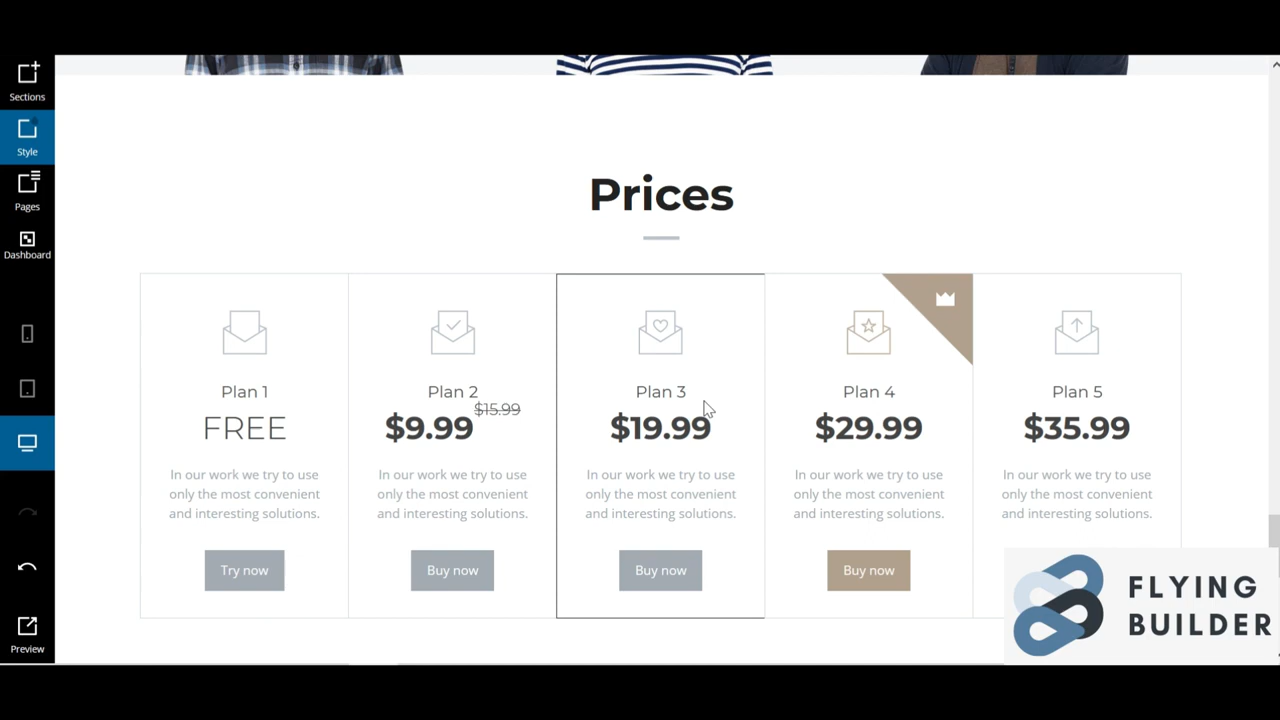 Sections
Style
Pages
Dashboard
Preview
Prices
Plan 1
FREE
In our work we try to use
only the most convenient
and interesting solutions.
Try now
Plan 2
$15.99
$9.99
In our work we try to use
only the most convenient
and interesting solutions.
Buy now
Plan 3
$19.99
In our work we try to use
only the most convenient
and interesting solutions.
Buy now
Plan 4
$29.99
In our work we try to use
only the most convenient
and interesting solutions.
Buy now
Plan 5
$35.99
In our work we try to use
only the most convenient
and interesting solutions.
FLYING
BUILDER